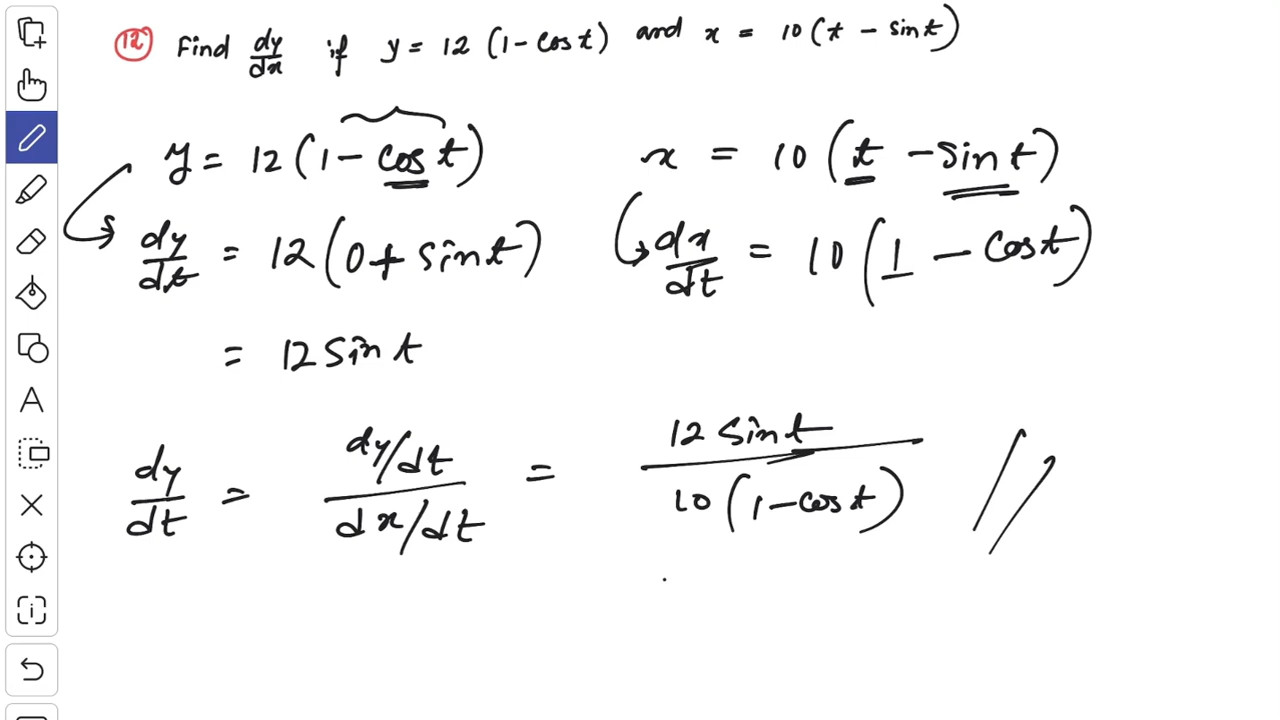 12 Find dy/dx if y = 12 (1 - cos t) and x = 10 (t - sin t)
y = 12 (1 - cos t)
dy/dt = 12 (0 + sin t)
= 12 sin t
x = 10 (t - sin t)
dx/dt = 10 (1 - cos t)
dy/dt = dy/dt / dx/dt = 12 sin t / 10 (1 - cos t) //
A